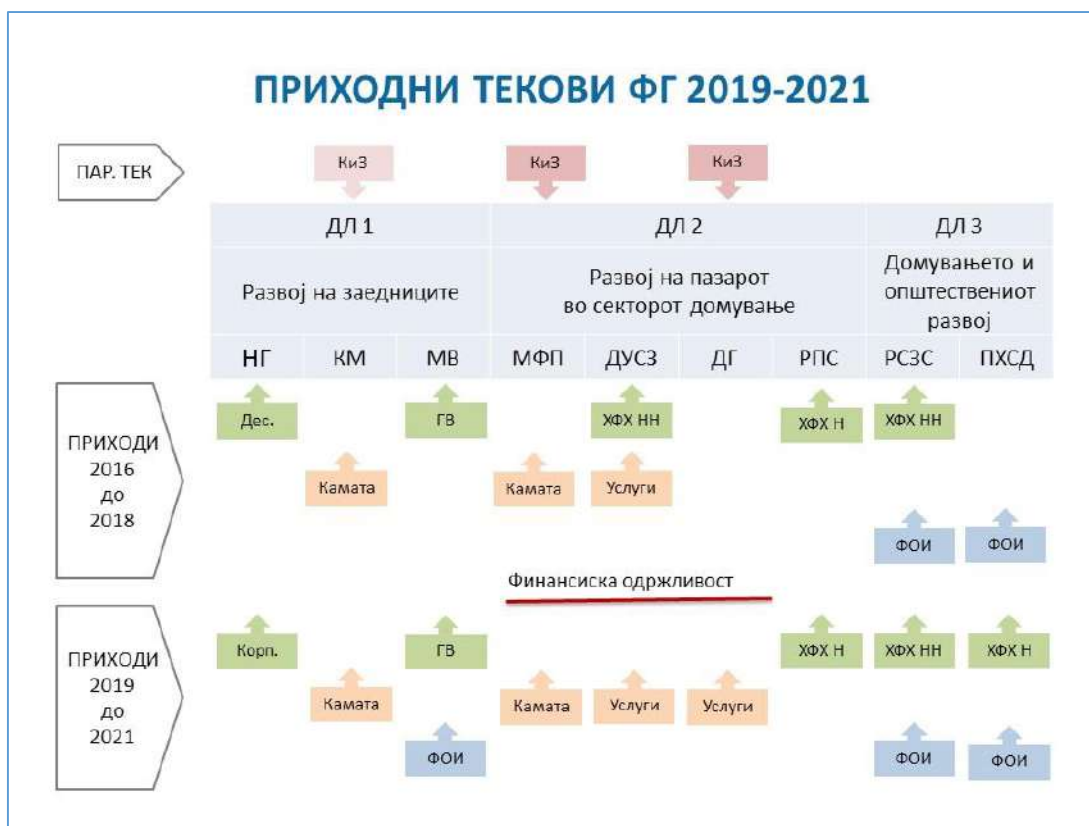 ПРИХОДНИ ТЕКОВИ ФГ 2019-2021
ПАР. ТЕК
КиЗ
КиЗ
КиЗ
ДЛ 1
ДЛ 2
ДЛ 3
Развој на заедниците
Развој на пазарот
во секторот домување
Домувањето и
општествениот
развој
НГ
КМ
МВ
МФП
ДУСЗ
ДГ
РПС
РСЗС
ПХСД
ПРИХОДИ
2016
до
2018
Дес.
ГВ
ХФХ НН
ХФХ Н
ХФХ НН
Камата
Камата
Услуги
ФОИ
ФОИ
Финансиска одржливост
ПРИХОДИ
2019
до
2021
Корп.
ГВ
ХФХ Н
ХФХ НН
ХФХ Н
Камата
Камата
Услуги
Услуги
ФОИ
ФОИ
ФОИ